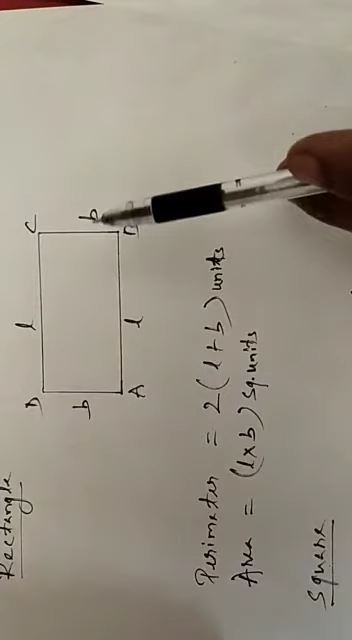 Rectangle
D l C
b b
A l B
Perimeter = 2(l+b) units
Area = (l×b) sq.units
Square